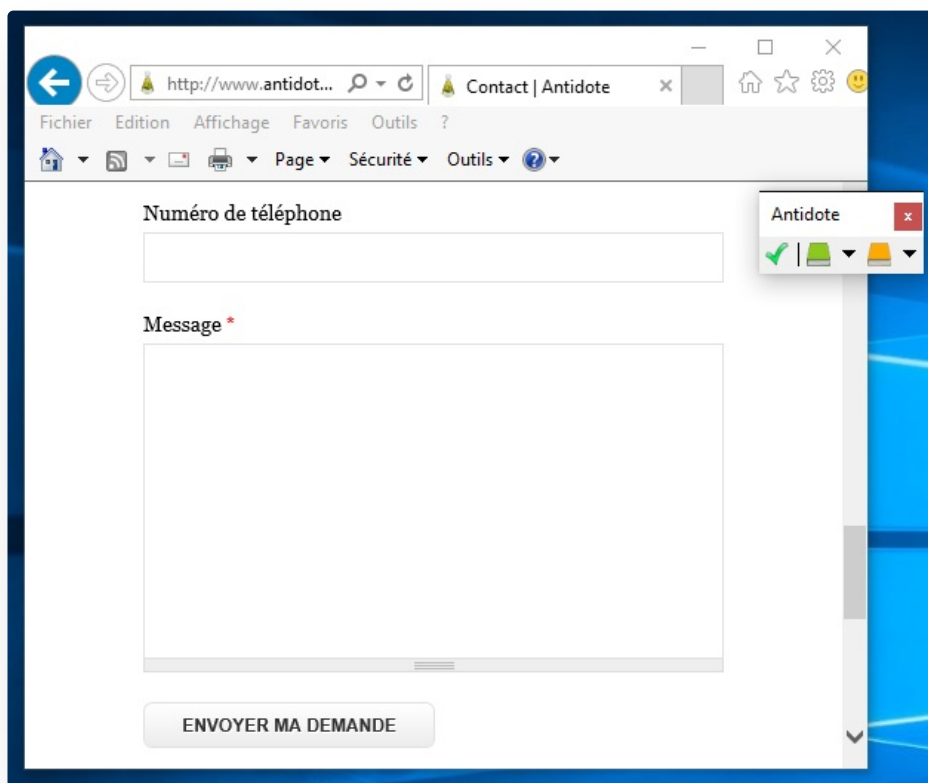 http://www.antidot...
Contact | Antidote
Fichier Edition Affichage Favoris Outils ?
Page Sécurité Outils
Numéro de téléphone
Antidote
Message *
ENVOYER MA DEMANDE